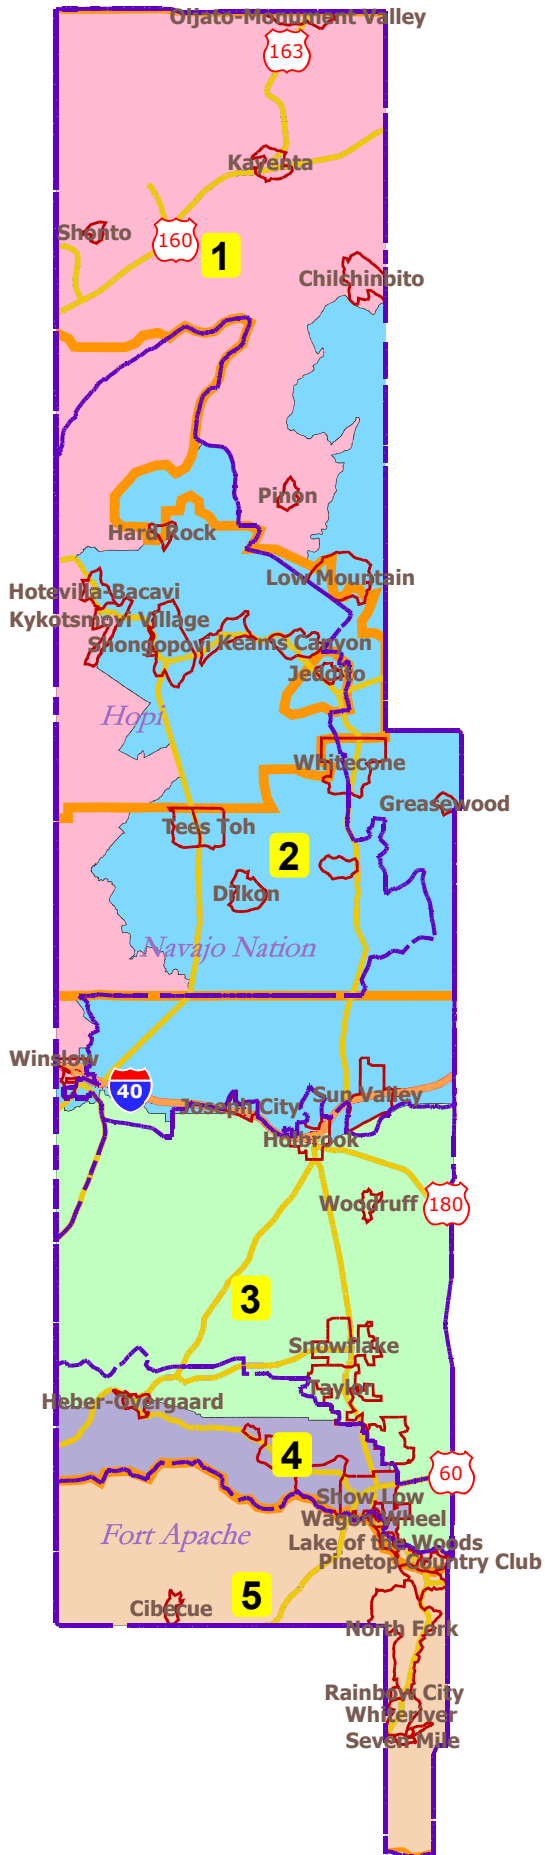 Oljato-Monument Valley
163
Kayenta
Shonto
160
1
Chilchinbito
Pinon
Hard Rock
Low Mountain
Hotevilla-Bacavi
Kykotsmovi Village
Shongopovi
Keams Canyon
Jeddito
Hopi
Whitecone
Greasewood
Tees Toh
2
Dilkon
Navajo Nation
Winslow
40
Sun Valley
Joseph City
Holbrook
Woodruff
180
3
Snowflake
Taylor
Heber-Overgaard
4
60
Show Low
Wagon Wheel
Fort Apache
Lake of the Woods
Pinetop Country Club
5
Cibecue
North Fork
Rainbow City
Whiteriver
Seven Mile